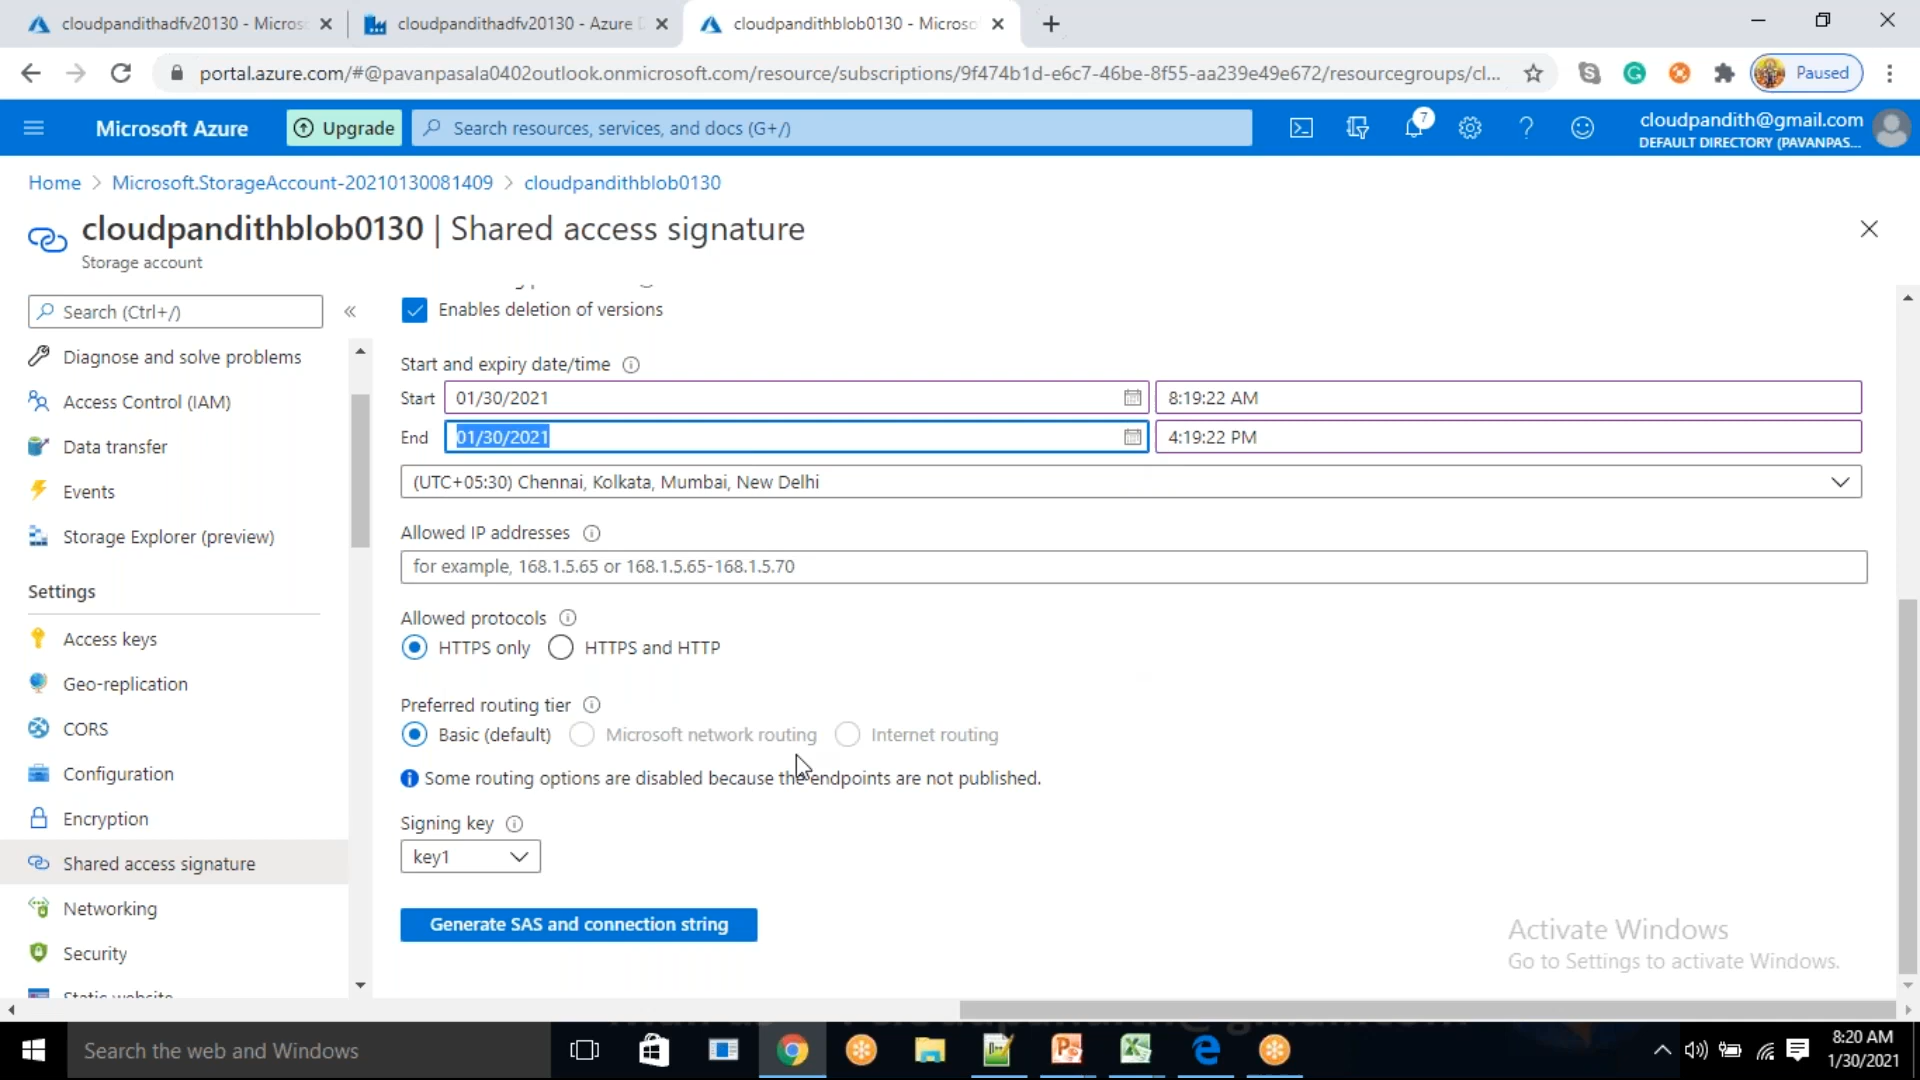 cloudpandithadfv20130 - Micros
cloudpandithadfv20130 - Azure D
cloudpandithblob0130 - Microso
portal.azure.com/#@pavanpasala0402outlook.onmicrosoft.com/resource/subscriptions/9f474b1d-e6c7-46be-8f55-aa239e49e672/resourcegroups/cl...
Paused
Microsoft Azure
Upgrade
Search resources, services, and docs (G+/)
7
cloudpandith@gmail.com
DEFAULT DIRECTORY (PAVANPAS...
Home > Microsoft.StorageAccount-20210130081409 > cloudpandithblob0130
cloudpandithblob0130 | Shared access signature
Storage account
Search (Ctrl+/)
Diagnose and solve problems
Access Control (IAM)
Data transfer
Events
Storage Explorer (preview)
Settings
Access keys
Geo-replication
CORS
Configuration
Encryption
Shared access signature
Networking
Security
Static website
Enables deletion of versions
Start and expiry date/time
Start 01/30/2021 8:19:22 AM
End 01/30/2021 4:19:22 PM
(UTC+05:30) Chennai, Kolkata, Mumbai, New Delhi
Allowed IP addresses
for example, 168.1.5.65 or 168.1.5.65-168.1.5.70
Allowed protocols
HTTPS only HTTPS and HTTP
Preferred routing tier
Basic (default) Microsoft network routing Internet routing
Some routing options are disabled because the endpoints are not published.
Signing key
key1
Generate SAS and connection string
Activate Windows
Go to Settings to activate Windows.
Search the web and Windows
8:20 AM
1/30/2021